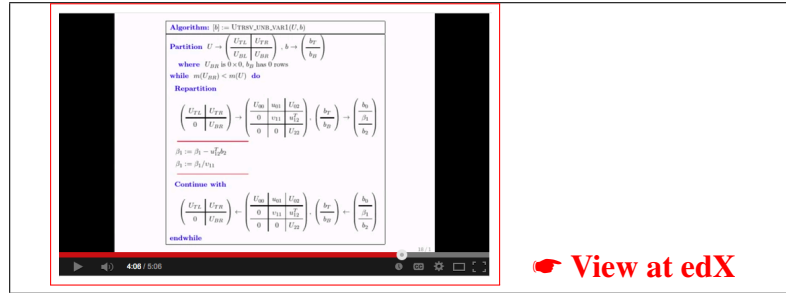 Algorithm: [b] := UTRSV_UNB_VAR1(U, b)
Partition U → ( U_TL | U_TR ; U_BL | U_BR ) , b → ( b_T ; b_B )
where U_BR is 0 × 0, b_B has 0 rows
while m(U_BR) < m(U) do
Repartition
( U_TL | U_TR ; 0 | U_BR ) → ( U_00 | u_01 | U_02 ; 0 | υ_11 | u_12^T ; 0 | 0 | U_22 ) , ( b_T ; b_B ) → ( b_0 ; β_1 ; b_2 )
β_1 := β_1 − u_12^T b_2
β_1 := β_1/υ_11
Continue with
( U_TL | U_TR ; 0 | U_BR ) ← ( U_00 | u_01 | U_02 ; 0 | υ_11 | u_12^T ; 0 | 0 | U_22 ) , ( b_T ; b_B ) ← ( b_0 ; β_1 ; b_2 )
endwhile
4:06 / 5:06
☛ View at edX